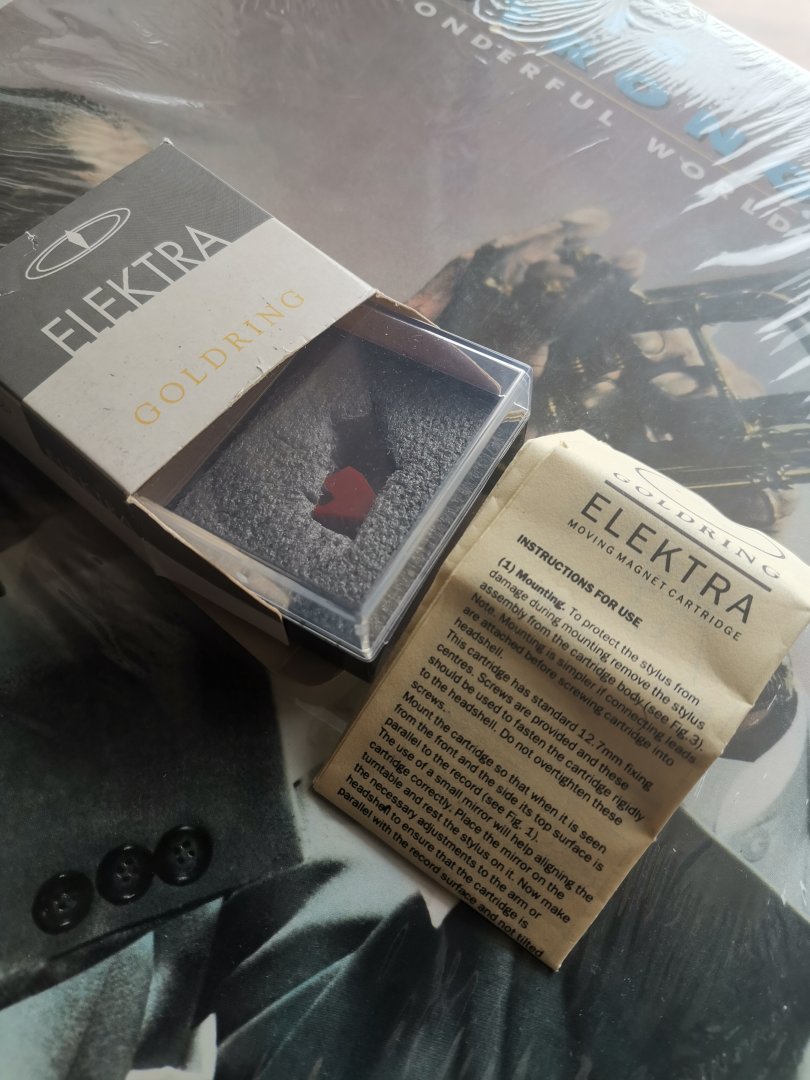 ONDERFUL WORLD
ELEKTRA
GOLDRING
GOLDRING
ELEKTRA
MOVING MAGNET CARTRIDGE
INSTRUCTIONS FOR USE
(1) Mounting. To protect the stylus from
damage during mounting remove the stylus
assembly from the cartridge body (see Fig.3)
Note. Mounting is simpler if connecting leads
are attached before screwing cartridge into
headshell.
This cartridge has standard 12.7mm fixing
centres. Screws are provided and these
should be used to fasten the cartridge rigidly
to the headshell. Do not overtighten these
screws.
Mount the cartridge so that when it is seen
from the front and the side its top surface is
parallel to the record (see Fig. 1).
The use of a small mirror will help aligning the
cartridge correctly. Place the mirror on the
turntable and rest the stylus on it. Now make
the necessary adjustments to the arm or
headshell to ensure that the cartridge is
parallel with the record surface and not tilted